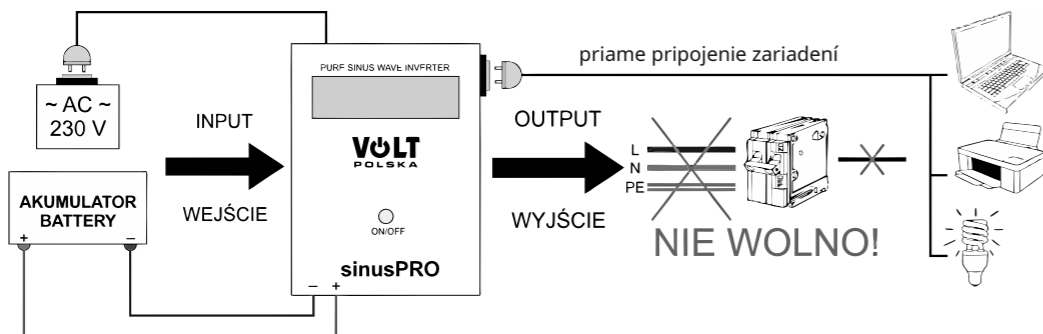 ~ AC ~
230 V
AKUMULATOR
BATTERY
+ −
INPUT
WEJŚCIE
PURE SINUS WAVE INVERTER
VOLT
POLSKA
ON/OFF
sinusPRO
− +
priame pripojenie zariadení
OUTPUT
WYJŚCIE
L
N
PE
NIE WOLNO!